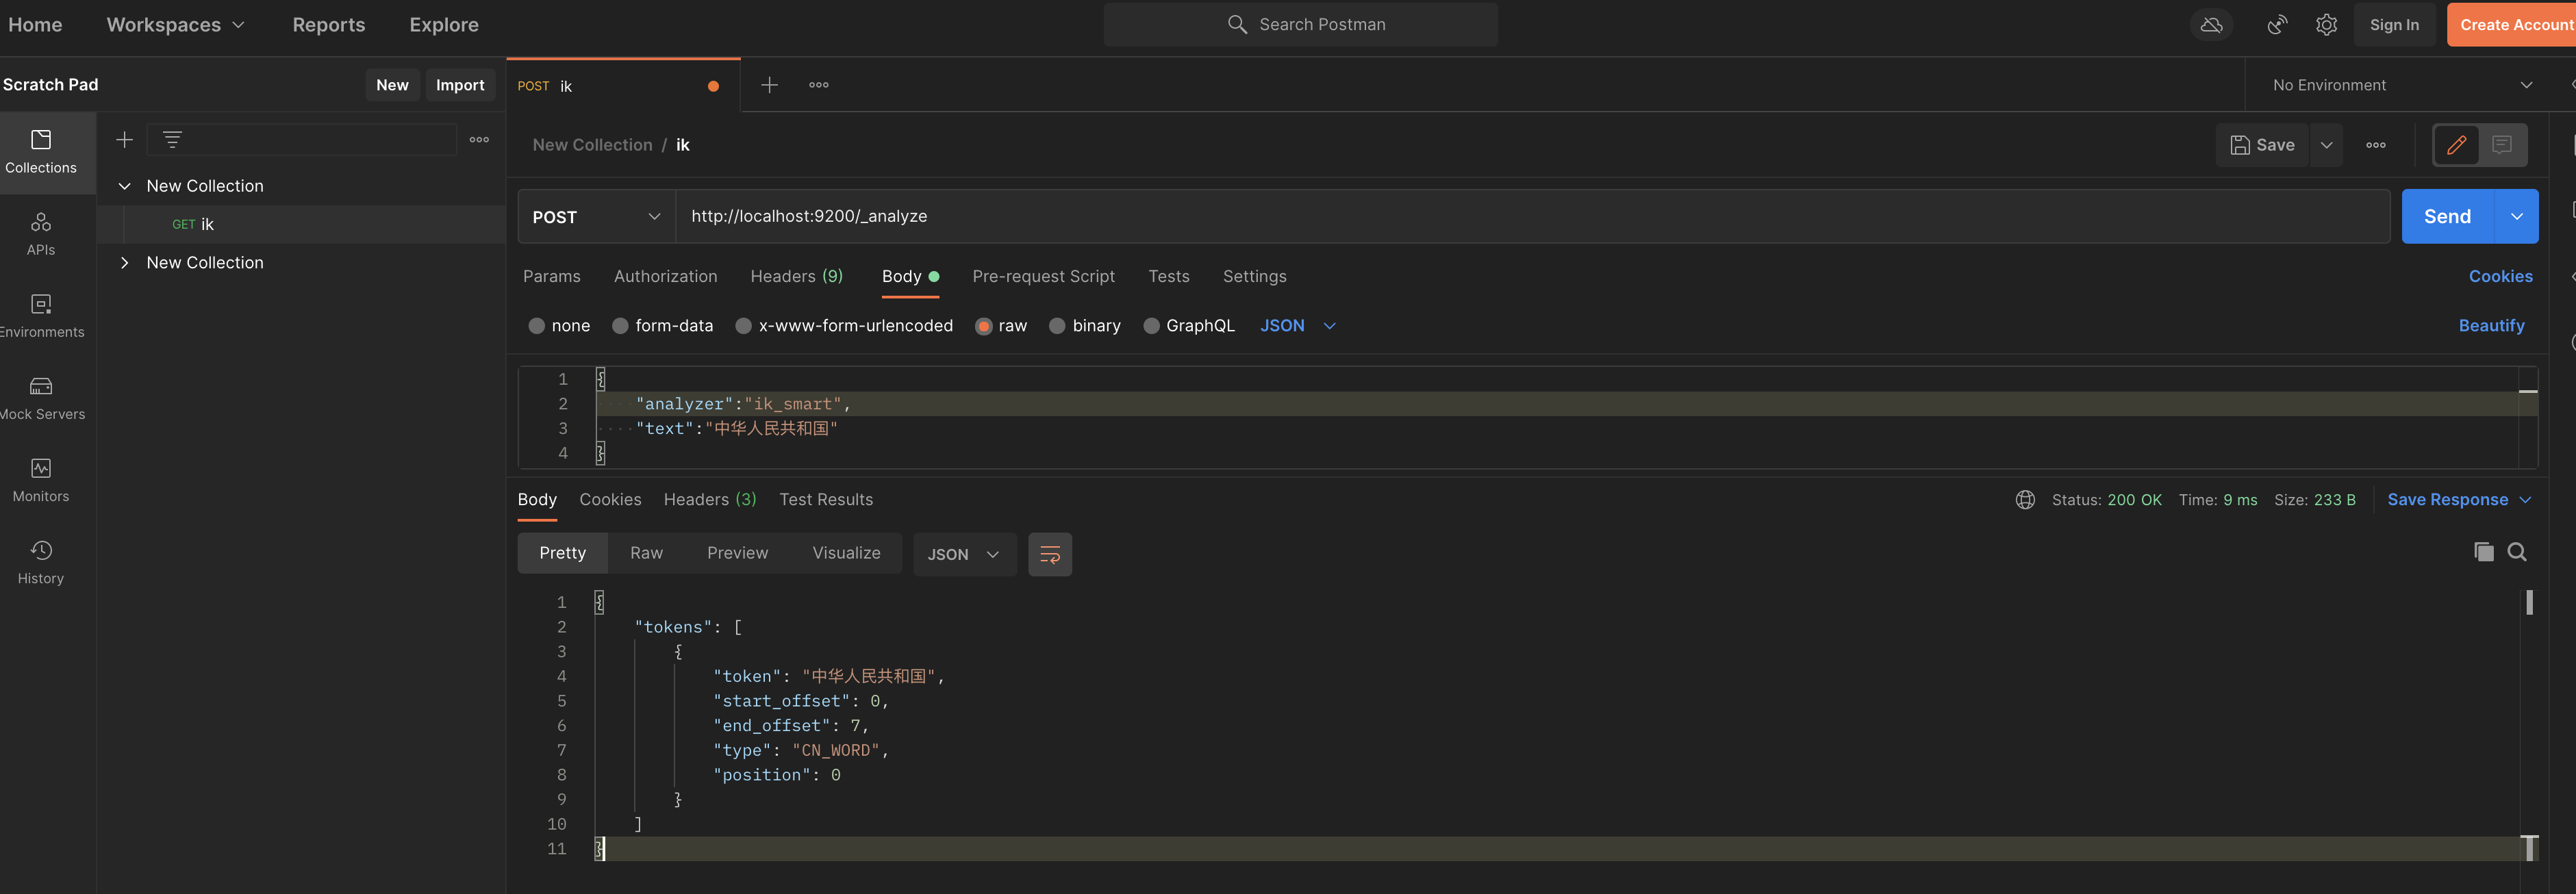 Home Workspaces Reports Explore Search Postman Sign In Create Account
Scratch Pad New Import POST ik No Environment
New Collection / ik Save
Collections
APIs
Environments
Mock Servers
Monitors
History
New Collection
GET ik
New Collection
POST http://localhost:9200/_analyze Send
Params Authorization Headers (9) Body Pre-request Script Tests Settings Cookies
none form-data x-www-form-urlencoded raw binary GraphQL JSON Beautify
1 {
2 "analyzer":"ik_smart",
3 "text":"中华人民共和国"
4 }
Body Cookies Headers (3) Test Results Status: 200 OK Time: 9 ms Size: 233 B Save Response
Pretty Raw Preview Visualize JSON
1 {
2 "tokens": [
3 {
4 "token": "中华人民共和国",
5 "start_offset": 0,
6 "end_offset": 7,
7 "type": "CN_WORD",
8 "position": 0
9 }
10 ]
11 }